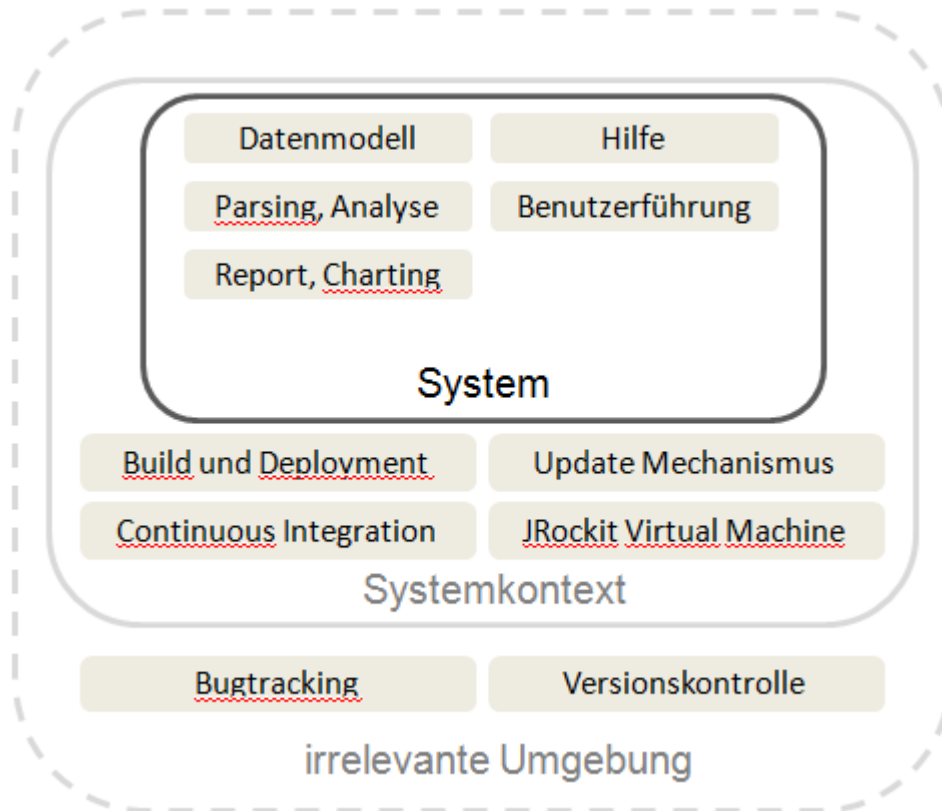 Datenmodell
Hilfe
Parsing, Analyse
Benutzerführung
Report, Charting
System
Build und Deployment
Update Mechanismus
Continuous Integration
JRockit Virtual Machine
Systemkontext
Bugtracking
Versionskontrolle
irrelevante Umgebung